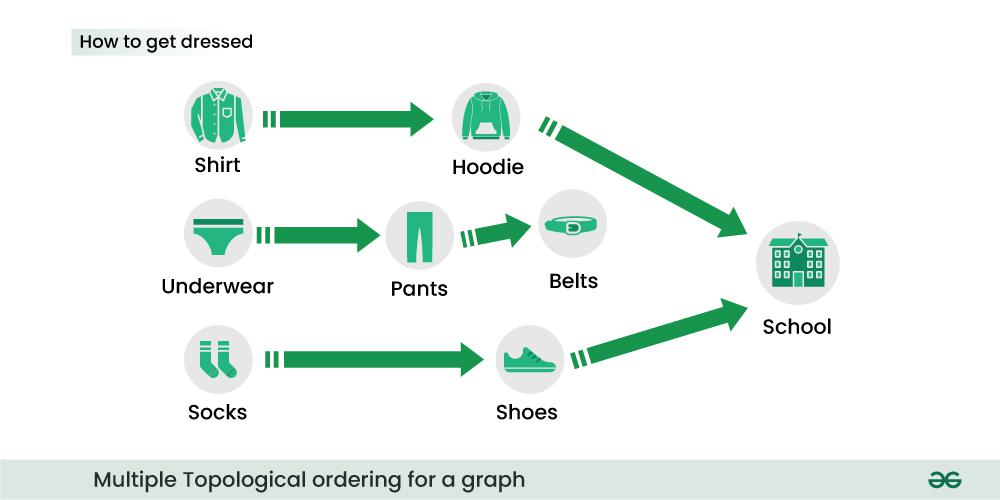 How to get dressed
Shirt
Hoodie
Underwear
Pants
Belts
School
Socks
Shoes
Multiple Topological ordering for a graph